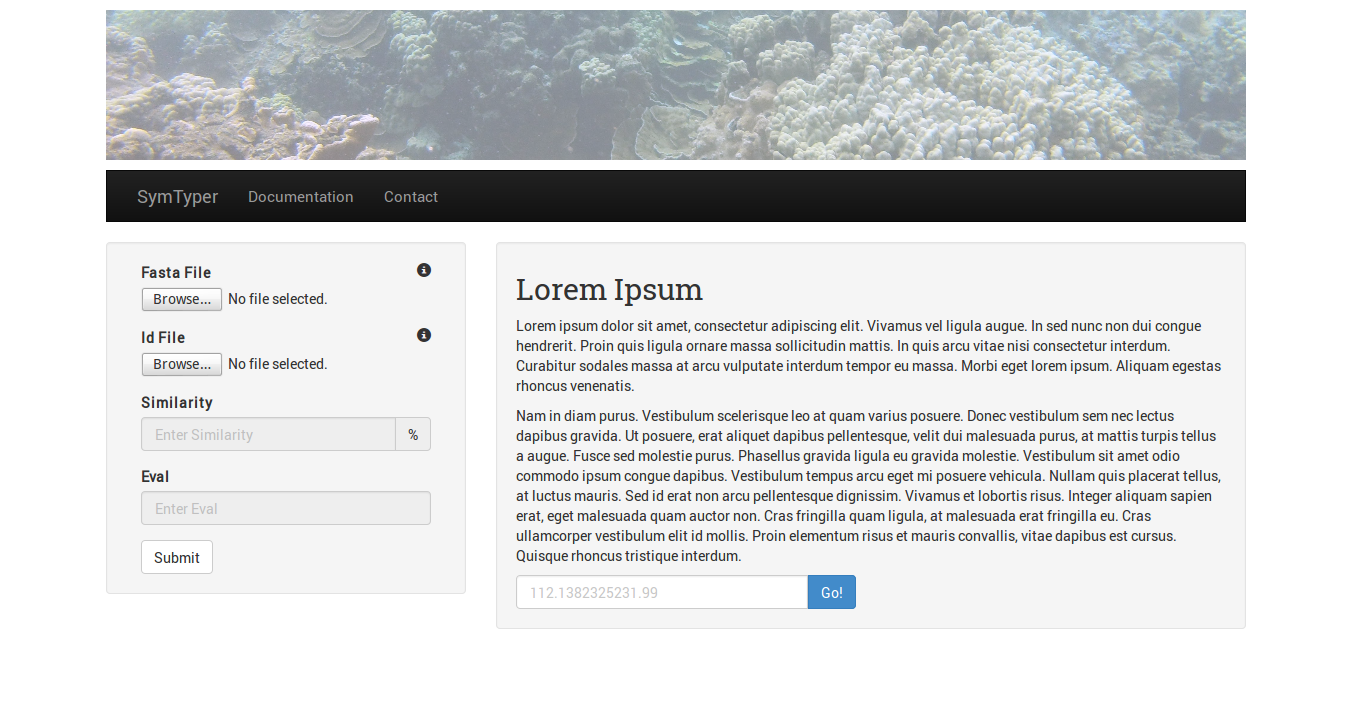 SymTyper Documentation Contact
Fasta File
Browse... No file selected.
Id File
Browse... No file selected.
Similarity
Enter Similarity %
Eval
Enter Eval
Submit
Lorem Ipsum
Lorem ipsum dolor sit amet, consectetur adipiscing elit. Vivamus vel ligula augue. In sed nunc non dui congue
hendrerit. Proin quis ligula ornare massa sollicitudin mattis. In quis arcu vitae nisi consectetur interdum.
Curabitur sodales massa at arcu vulputate interdum tempor eu massa. Morbi eget lorem ipsum. Aliquam egestas
rhoncus venenatis.
Nam in diam purus. Vestibulum scelerisque leo at quam varius posuere. Donec vestibulum sem nec lectus
dapibus gravida. Ut posuere, erat aliquet dapibus pellentesque, velit dui malesuada purus, at mattis turpis tellus
a augue. Fusce sed molestie purus. Phasellus gravida ligula eu gravida molestie. Vestibulum sit amet odio
commodo ipsum congue dapibus. Vestibulum tempus arcu eget mi posuere vehicula. Nullam quis placerat tellus,
at luctus mauris. Sed id erat non arcu pellentesque dignissim. Vivamus et lobortis risus. Integer aliquam sapien
erat, eget malesuada quam auctor non. Cras fringilla quam ligula, at malesuada erat fringilla eu. Cras
ullamcorper vestibulum elit id mollis. Proin elementum risus et mauris convallis, vitae dapibus est cursus.
Quisque rhoncus tristique interdum.
112.1382325231.99 Go!